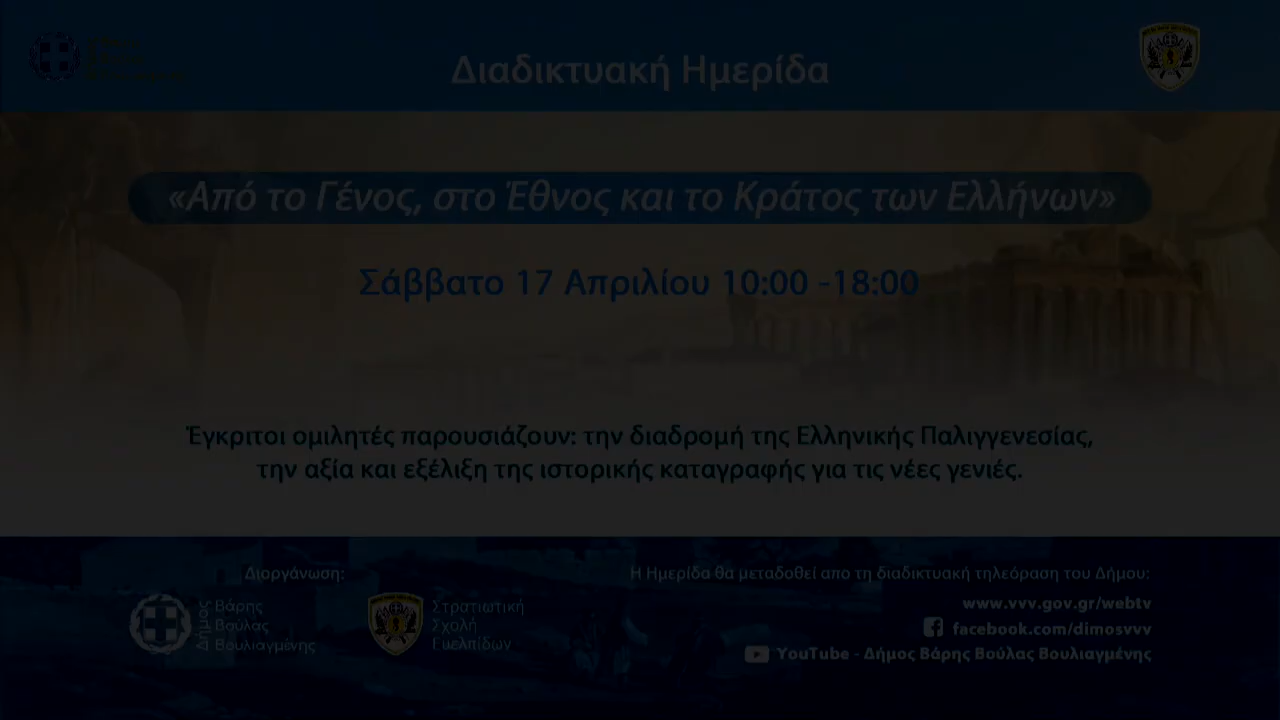 Διαδικτυακή Ημερίδα
«Από το Γένος, στο Έθνος και το Κράτος των Ελλήνων»
Σάββατο 17 Απριλίου 10:00 -18:00
Έγκριτοι ομιλητές παρουσιάζουν: την διαδρομή της Ελληνικής Παλιγγενεσίας,
την αξία και εξέλιξη της ιστορικής καταγραφής για τις νέες γενιές.
Διοργάνωση:
Δήμος
Βάρης
Βούλας
Βουλιαγμένης
Στρατιωτική
Σχολή
Ευελπίδων
Η Ημερίδα θα μεταδοθεί απο τη διαδικτυακή τηλεόραση του Δήμου:
www.vvv.gov.gr/webtv
facebook.com/dimosvvv
YouTube - Δήμος Βάρης Βούλας Βουλιαγμένης